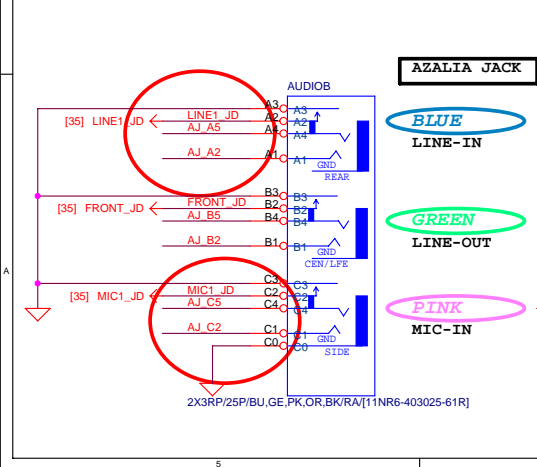 AZALIA JACK
AUDIOB
A3 A3
[35] LINE1_JD LINE1_JD A2 A2
AJ_A5 A4 A4
AJ_A2 A1 A1
GND
REAR
BLUE
LINE-IN
B3 B3
[35] FRONT_JD FRONT_JD B2 B2
AJ_B5 B4 B4
AJ_B2 B1 B1
GND
CEN/LFE
GREEN
LINE-OUT
C3 C3
[35] MIC1_JD MIC1_JD C2 C2
AJ_C5 C4 C4
AJ_C2 C1 C1
GND
C0 C0
SIDE
PINK
MIC-IN
A
2X3RP/25P/BU,GE,PK,OR,BK/RA/[11NR6-403025-61R]
5